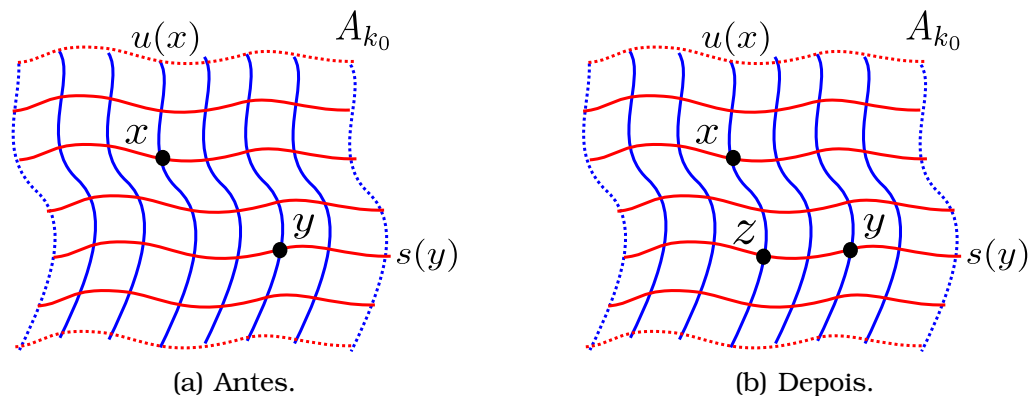 u(x) A_{k_0}
x
y
s(y)
(a) Antes.
u(x) A_{k_0}
x
z y
s(y)
(b) Depois.